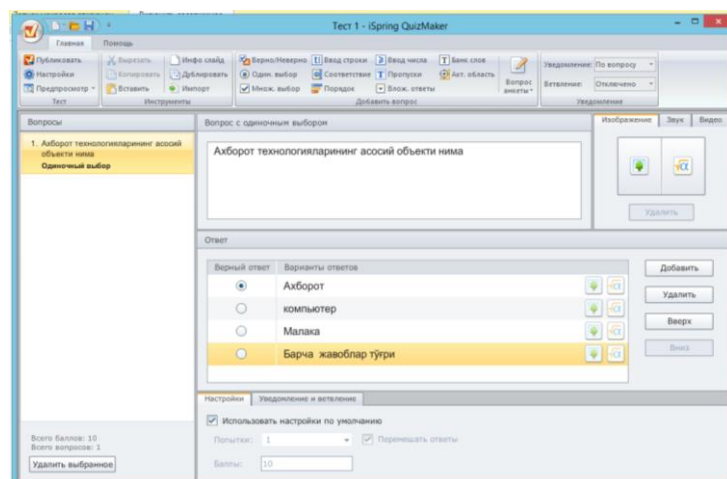 Тест 1 - iSpring QuizMaker
Главная Помощь
Публиковать Вырезать Инфо слайд Верно/Неверно Ввод строки Ввод числа Банк слов Уведомление: По вопросу
Настройки Копировать Дублировать Один. выбор Соответствие Пропуски Акт. область Вопрос анкеты Ветвление: Отключено
Предпросмотр Вставить Импорт Множ. выбор Порядок Влож. ответы
Тест Инструменты Добавить вопрос Уведомление
Вопросы Вопрос с одиночным выбором Изображение Звук Видео
1. Ахборот технологияларининг асосий
объекти нима
Одиночный выбор
Ахборот технологияларининг асосий объекти нима
Удалить
Ответ
Верный ответ Варианты ответов Добавить
Ахборот
Удалить
компьютер
Вверх
Малака
Вниз
Барча жавоблар тўғри
Настройки Уведомление и ветвление
Использовать настройки по умолчанию
Попытки: 1 Перемешать ответы
Баллы: 10
Всего баллов: 10
Всего вопросов: 1
Удалить выбранное